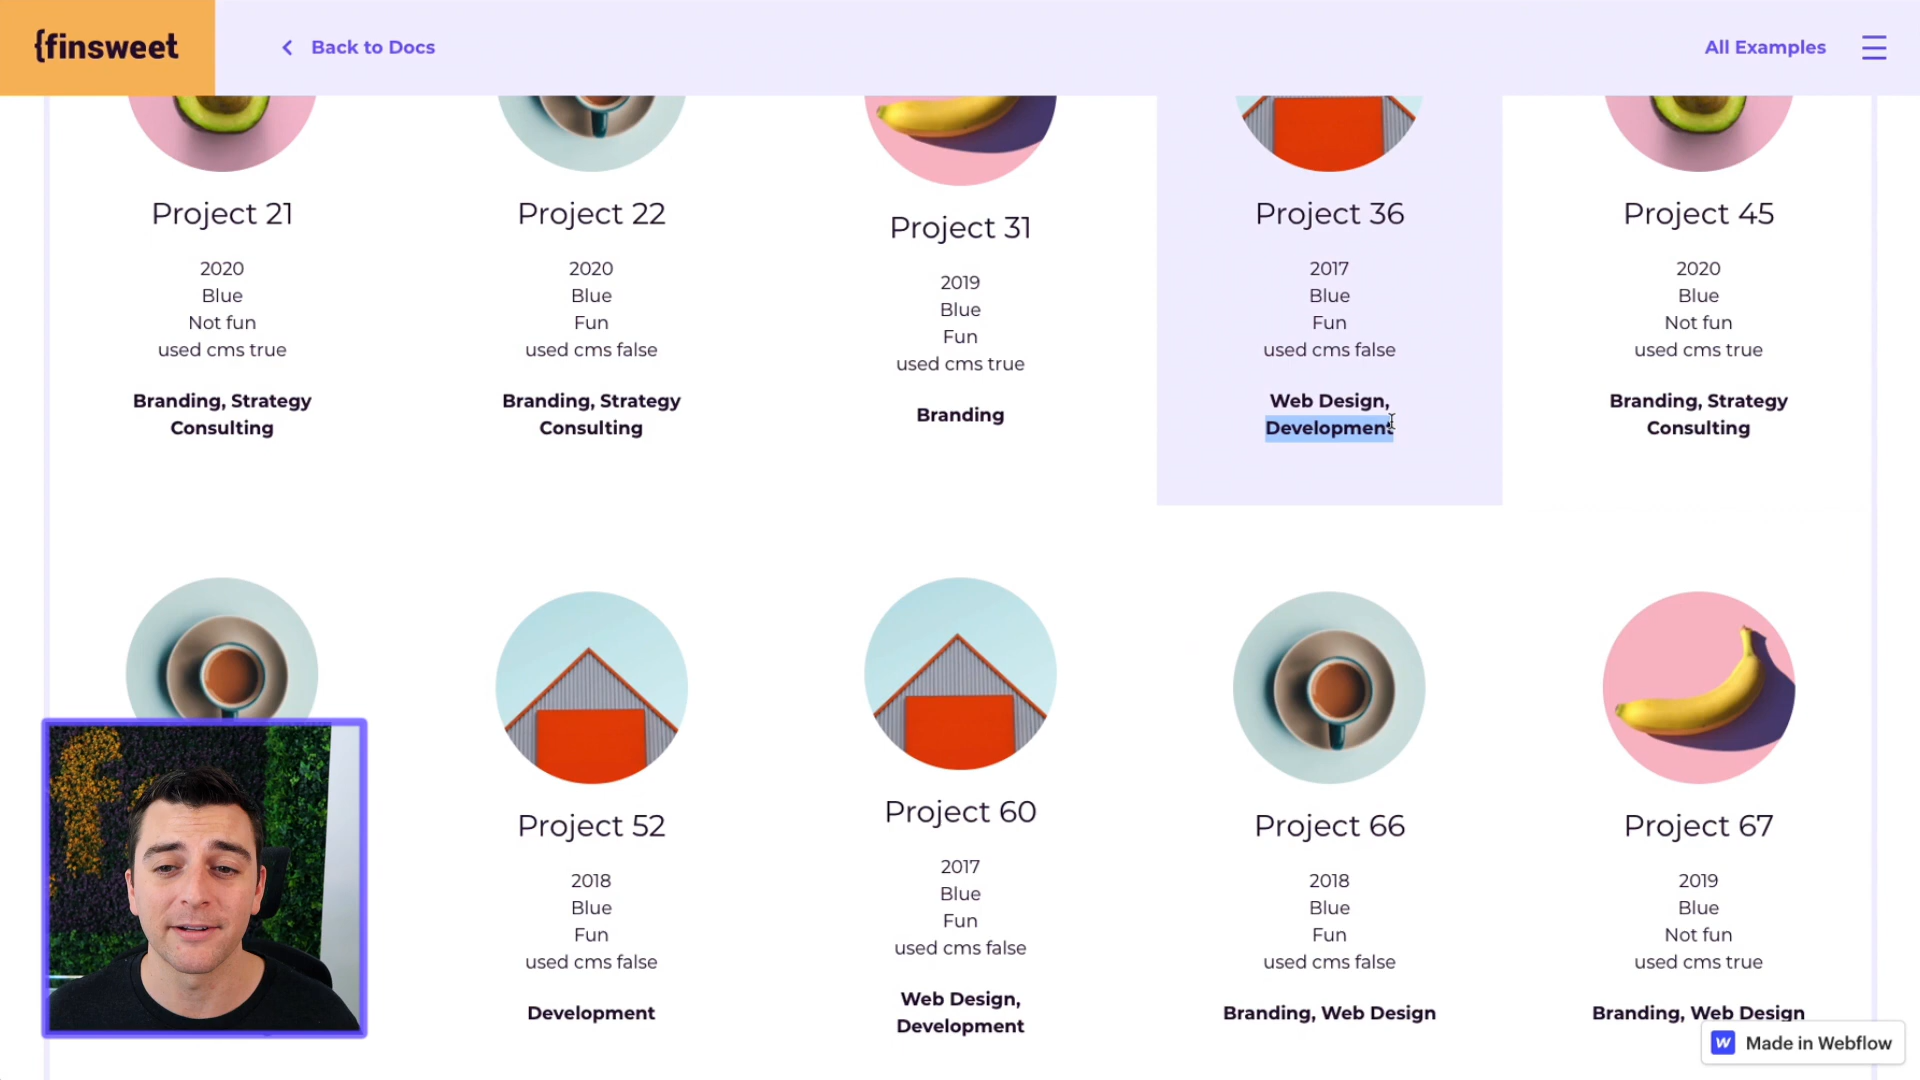 {finsweet
Back to Docs
All Examples
Project 21
2020
Blue
Not fun
used cms true
Branding, Strategy
Consulting
Project 22
2020
Blue
Fun
used cms false
Branding, Strategy
Consulting
Project 31
2019
Blue
Fun
used cms true
Branding
Project 36
2017
Blue
Fun
used cms false
Web Design,
Development
Project 45
2020
Blue
Not fun
used cms true
Branding, Strategy
Consulting
Project 52
2018
Blue
Fun
used cms false
Development
Project 60
2017
Blue
Fun
used cms false
Web Design,
Development
Project 66
2018
Blue
Fun
used cms false
Branding, Web Design
Project 67
2019
Blue
Not fun
used cms true
Branding, Web Design
W Made in Webflow